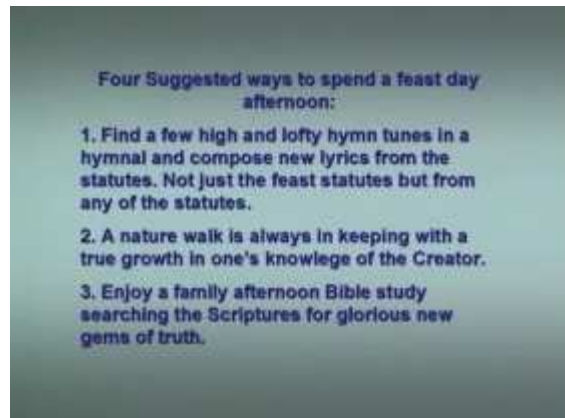 Four Suggested ways to spend a feast day
afternoon:
1. Find a few high and lofty hymn tunes in a
hymnal and compose new lyrics from the
statutes. Not just the feast statutes but from
any of the statutes.
2. A nature walk is always in keeping with a
true growth in one's knowlege of the Creator.
3. Enjoy a family afternoon Bible study
searching the Scriptures for glorious new
gems of truth.